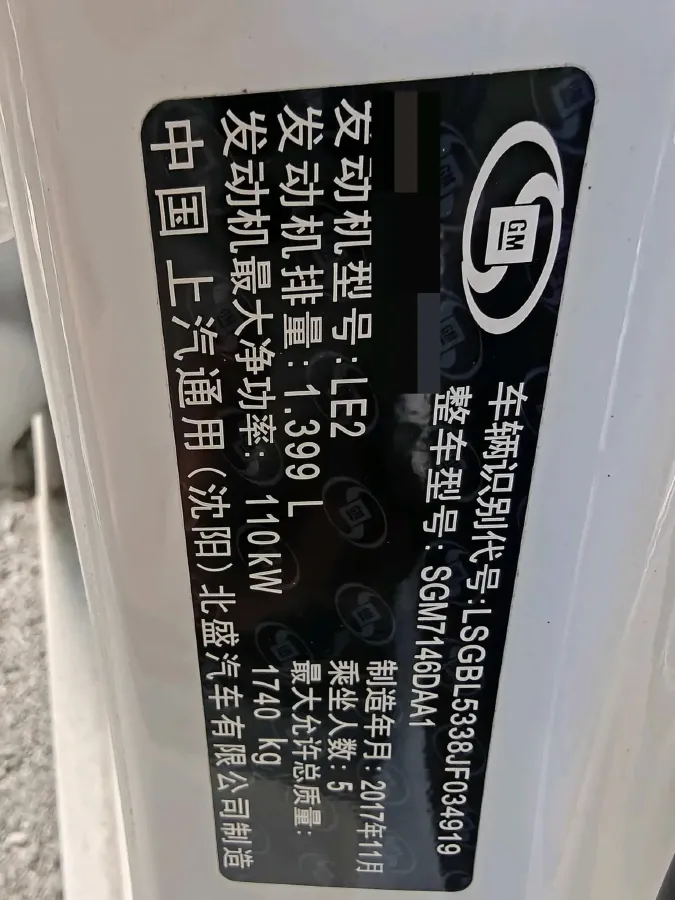 GM
车辆识别代号:LSGBL5338JF034919
整车型号:SGM7146DAA1
发动机型号:LE2 制造年月:2017年11月
发动机排量:1.399 L 乘坐人数:5
发动机最大净功率:110kW 最大允许总质量:1740 kg
中国 上汽通用(沈阳)北盛汽车有限公司制造